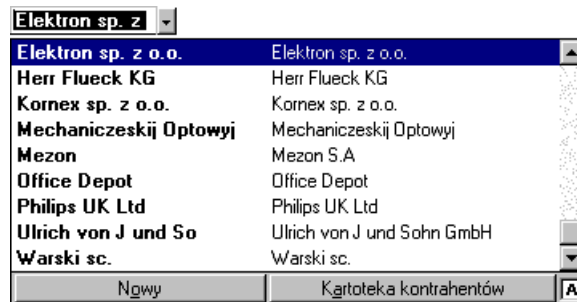 Elektron sp. z
Elektron sp. z o.o. Elektron sp. z o.o.
Herr Flueck KG Herr Flueck KG
Kornex sp. z o.o. Kornex sp. z o.o.
Mechaniczeskij Optowyj Mechaniczeskij Optowyj
Mezon Mezon S.A
Office Depot Office Depot
Philips UK Ltd Philips UK Ltd
Ulrich von J und So Ulrich von J und Sohn GmbH
Warski sc. Warski sc.
Nowy Kartoteka kontrahentów A